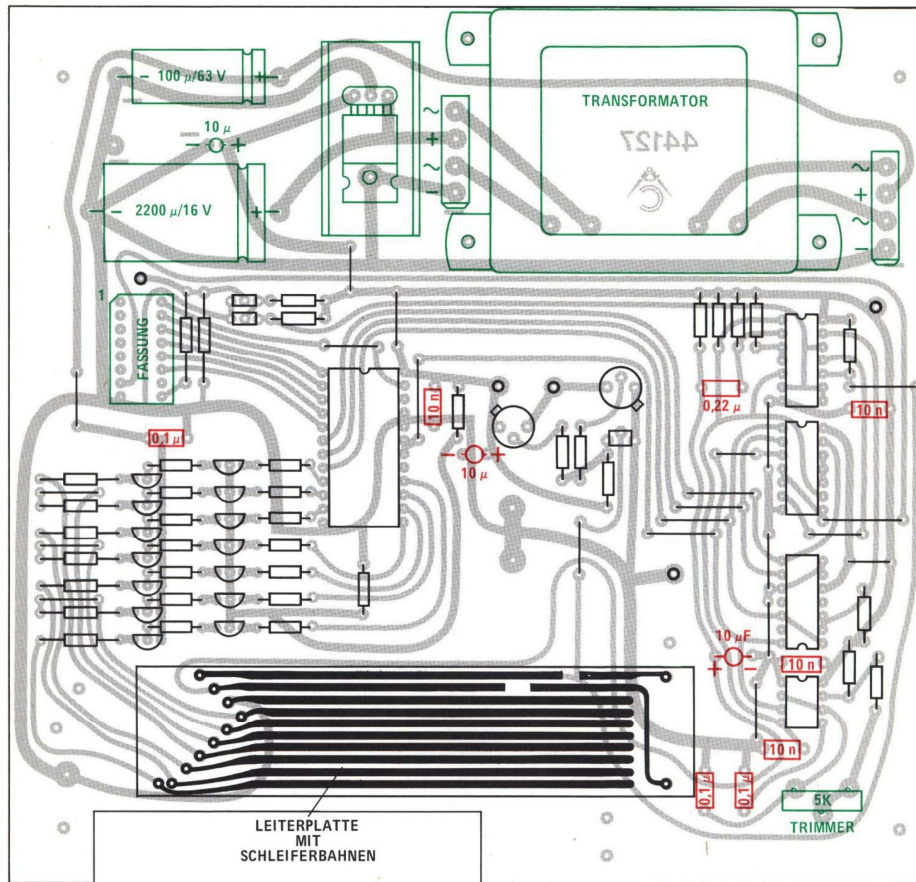 100 µ/63 V
- +
10 µ
- +
2200 µ/16 V
- +
~
+
~
-
TRANSFORMATOR
44127
~
+
~
-
1
FASSUNG
0,1 µ
10 n
- +
10 µ
0,22 µ
10 n
10 µF
+ -
10 n
10 n
0,1 µ
0,1 µ
5K
TRIMMER
LEITERPLATTE
MIT
SCHLEIFERBAHNEN